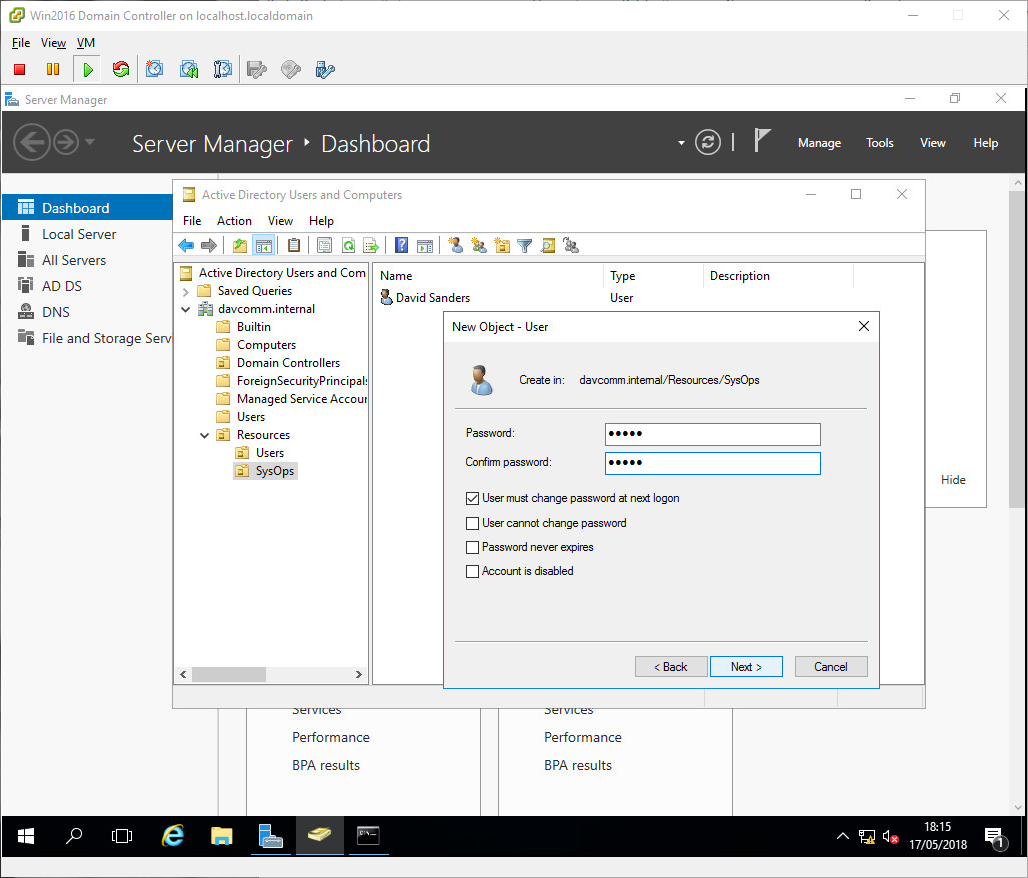 Win2016 Domain Controller on localhost.localdomain
File View VM
Server Manager
Server Manager ‣ Dashboard
Manage Tools View Help
Dashboard
Local Server
All Servers
AD DS
DNS
File and Storage Serv
Active Directory Users and Computers
File Action View Help
Active Directory Users and Com
Saved Queries
davcomm.internal
Builtin
Computers
Domain Controllers
ForeignSecurityPrincipals
Managed Service Accour
Users
Resources
Users
SysOps
Name Type Description
David Sanders User
New Object - User
Create in: davcomm.internal/Resources/SysOps
Password: •••••
Confirm password: •••••
User must change password at next logon
User cannot change password
Password never expires
Account is disabled
< Back Next > Cancel
Hide
Services Services
Performance Performance
BPA results BPA results
18:15
17/05/2018
1